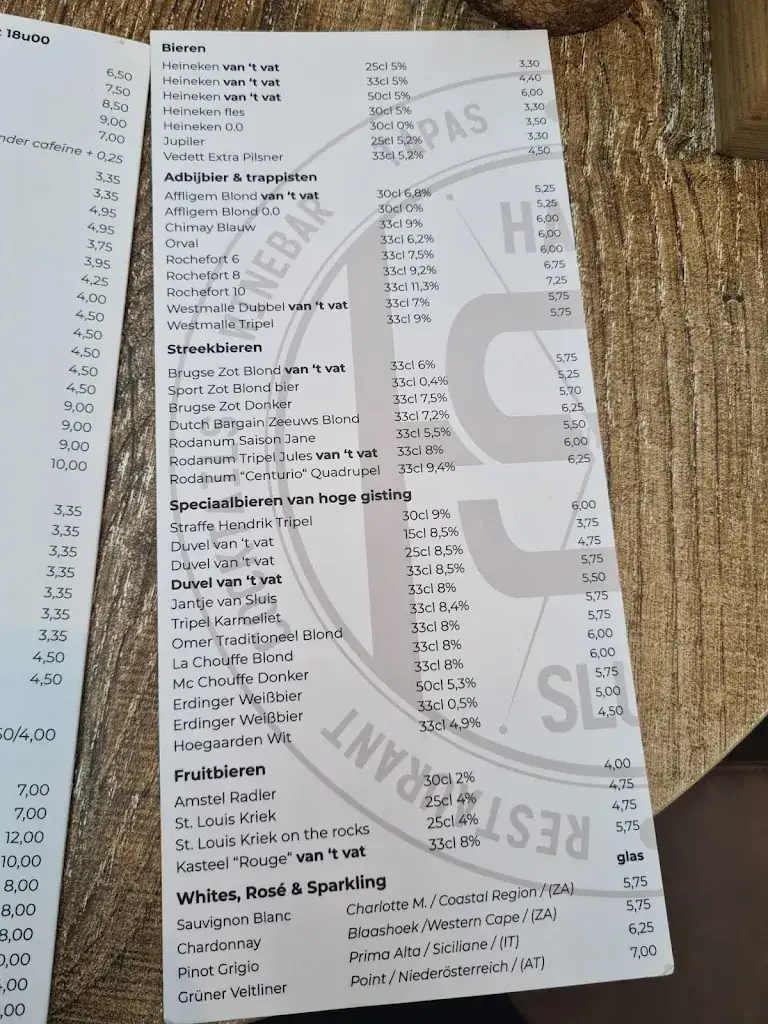 : 18u00
6,50
7,50
8,50
9,00
7,00
nder cafeïne + 0,25
3,35
3,35
4,95
4,95
3,75
3,95
4,25
4,00
4,50
4,50
4,50
4,50
4,50
9,00
9,00
9,00
10,00
3,35
3,35
3,35
3,35
3,35
3,35
3,35
4,50
4,50
50/4,00
7,00
7,00
12,00
10,00
8,00
8,00
8,00
0,00
4,00
,00
Bieren
Heineken van ‘t vat 25cl 5% 3,30
Heineken van ‘t vat 33cl 5% 4,40
Heineken van ‘t vat 50cl 5% 6,00
Heineken fles 30cl 5% 3,30
Heineken 0.0 30cl 0% 3,50
Jupiler 25cl 5,2% 3,30
Vedett Extra Pilsner 33cl 5,2% 4,50
Adbijbier & trappisten
Affligem Blond van ‘t vat 30cl 6,8% 5,25
Affligem Blond 0.0 30cl 0% 5,25
Chimay Blauw 33cl 9% 6,00
Orval 33cl 6,2% 6,00
Rochefort 6 33cl 7,5% 6,00
Rochefort 8 33cl 9,2% 6,75
Rochefort 10 33cl 11,3% 7,25
Westmalle Dubbel van ‘t vat 33cl 7% 5,75
Westmalle Tripel 33cl 9% 5,75
Streekbieren
Brugse Zot Blond van ‘t vat 33cl 6% 5,75
Sport Zot Blond bier 33cl 0,4% 5,25
Brugse Zot Donker 33cl 7,5% 5,70
Dutch Bargain Zeeuws Blond 33cl 7,2% 6,25
Rodanum Saison Jane 33cl 5,5% 5,50
Rodanum Tripel Jules van ‘t vat 33cl 8% 6,00
Rodanum “Centurio“ Quadrupel 33cl 9,4% 6,25
Speciaalbieren van hoge gisting
Straffe Hendrik Tripel 30cl 9% 6,00
Duvel van ‘t vat 15cl 8,5% 3,75
Duvel van ‘t vat 25cl 8,5% 4,75
Duvel van ‘t vat 33cl 8,5% 5,75
Jantje van Sluis 33cl 8% 5,50
Tripel Karmeliet 33cl 8,4% 5,75
Omer Traditioneel Blond 33cl 8% 5,75
La Chouffe Blond 33cl 8% 6,00
Mc Chouffe Donker 33cl 8% 6,00
Erdinger Weißbier 50cl 5,3% 5,75
Erdinger Weißbier 33cl 0,5% 5,00
Hoegaarden Wit 33cl 4,9% 4,50
Fruitbieren
Amstel Radler 30cl 2% 4,00
St. Louis Kriek 25cl 4% 4,75
St. Louis Kriek on the rocks 25cl 4% 4,75
Kasteel “Rouge“ van ‘t vat 33cl 8% 5,75
Whites, Rosé & Sparkling glas
Sauvignon Blanc Charlotte M. / Coastal Region / (ZA) 5,75
Chardonnay Blaashoek /Western Cape / (ZA) 5,75
Pinot Grigio Prima Alta / Siciliane / (IT) 6,25
Grüner Veltliner Point / Niederösterreich / (AT) 7,00
WINEBAR
TAPAS
HA
SLU
RESTAURANT